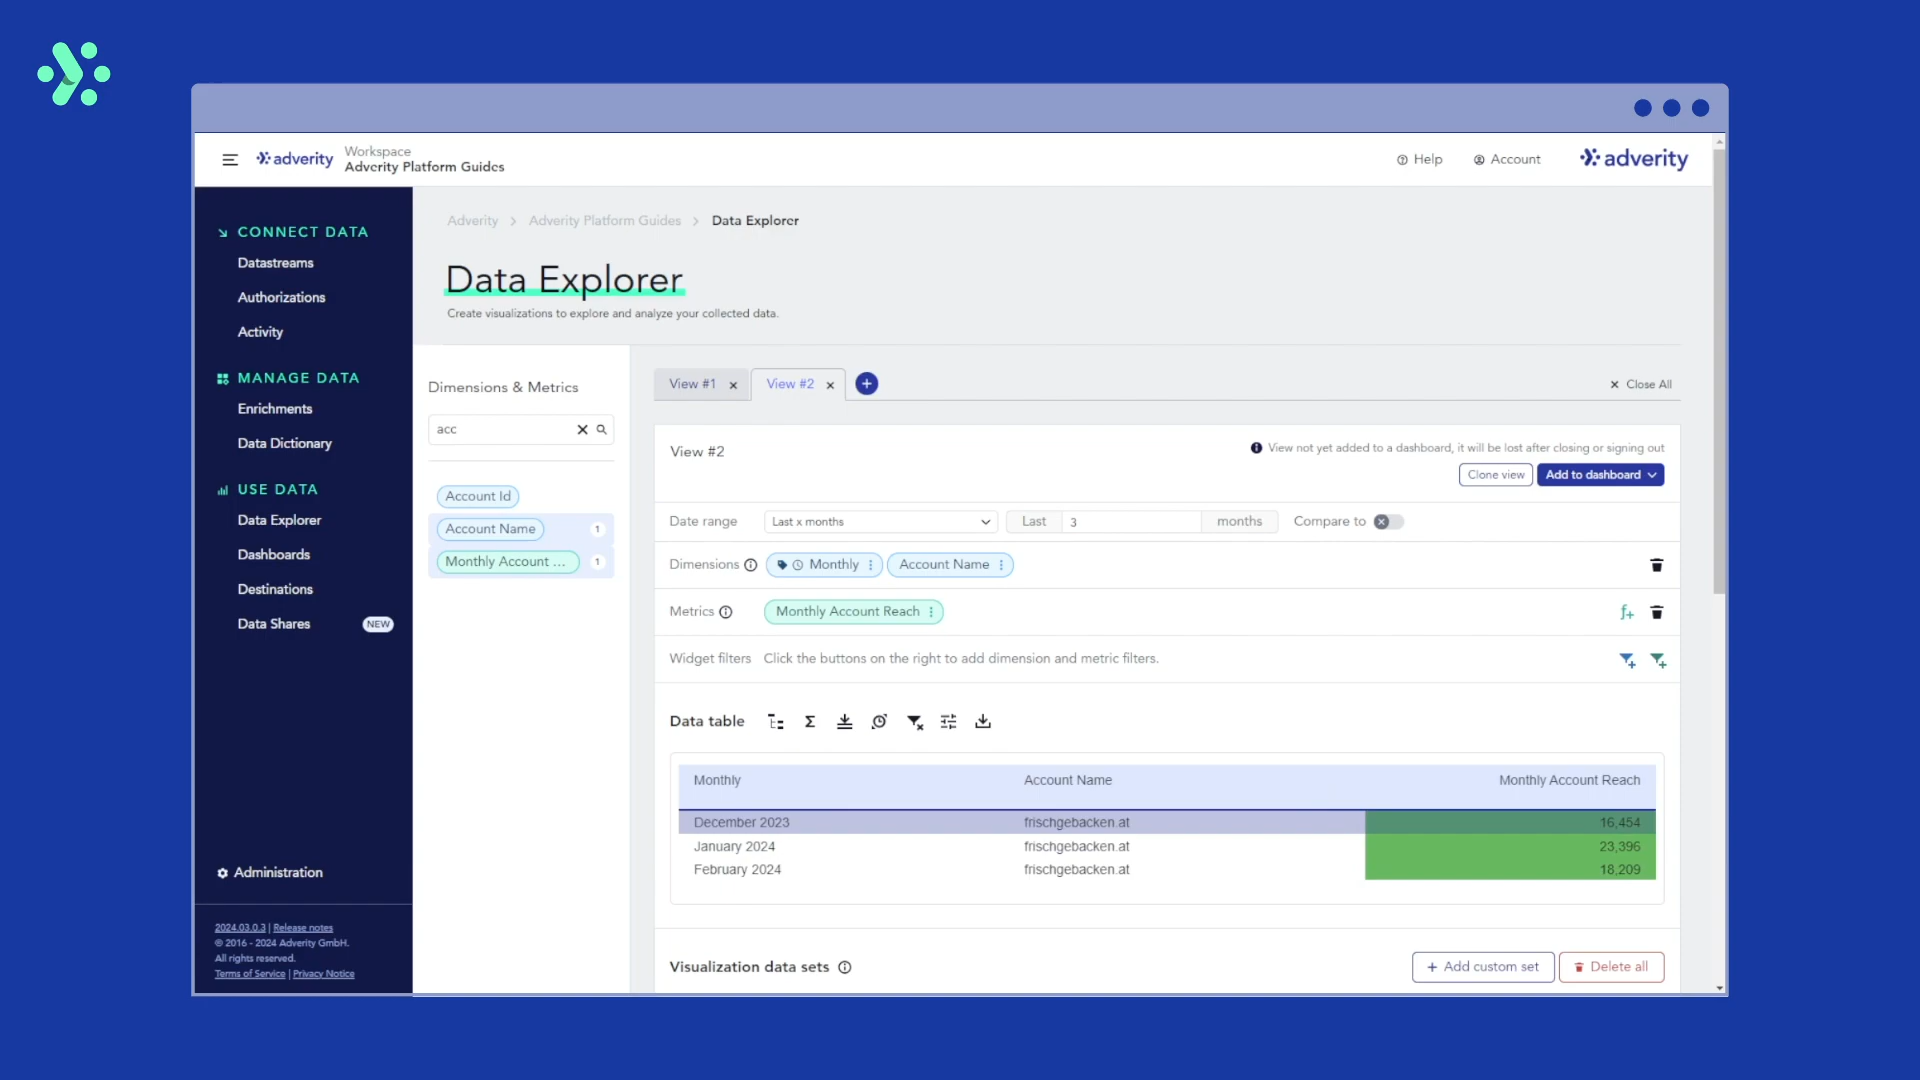 adverity
Workspace
Adverity Platform Guides
Help
Account
adverity
CONNECT DATA
Datastreams
Authorizations
Activity
MANAGE DATA
Enrichments
Data Dictionary
USE DATA
Data Explorer
Dashboards
Destinations
Data Shares NEW
Administration
2024.03.0.3 | Release notes
© 2016 - 2024 Adverity GmbH.
All rights reserved.
Terms of Service | Privacy Notice
Adverity > Adverity Platform Guides > Data Explorer
Data Explorer
Create visualizations to explore and analyze your collected data.
Dimensions & Metrics
acc
Account Id
Account Name 1
Monthly Account ... 1
View #1 View #2 Close All
View #2
View not yet added to a dashboard, it will be lost after closing or signing out
Clone view Add to dashboard
Date range Last x months Last 3 months Compare to
Dimensions Monthly Account Name
Metrics Monthly Account Reach
Widget filters Click the buttons on the right to add dimension and metric filters.
Data table
Monthly Account Name Monthly Account Reach
December 2023 frischgebacken.at 16,454
January 2024 frischgebacken.at 23,396
February 2024 frischgebacken.at 18,209
Visualization data sets
+ Add custom set Delete all